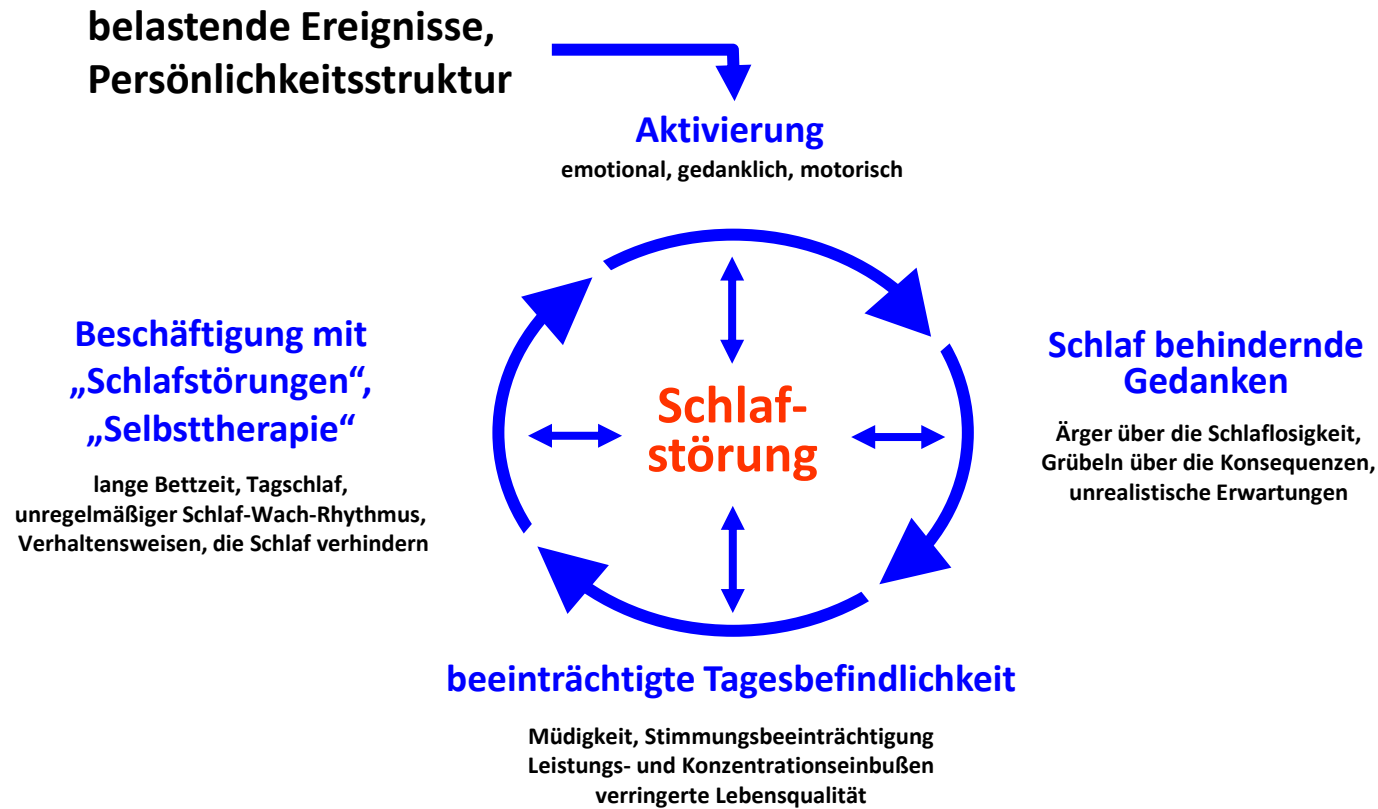 belastende Ereignisse,
Persönlichkeitsstruktur
Aktivierung
emotional, gedanklich, motorisch
Schlaf behindernde
Gedanken
Ärger über die Schlaflosigkeit,
Grübeln über die Konsequenzen,
unrealistische Erwartungen
beeinträchtigte Tagesbefindlichkeit
Müdigkeit, Stimmungsbeeinträchtigung
Leistungs- und Konzentrationseinbußen
verringerte Lebensqualität
Beschäftigung mit
„Schlafstörungen“,
„Selbsttherapie“
lange Bettzeit, Tagschlaf,
unregelmäßiger Schlaf-Wach-Rhythmus,
Verhaltensweisen, die Schlaf verhindern
Schlaf-
störung